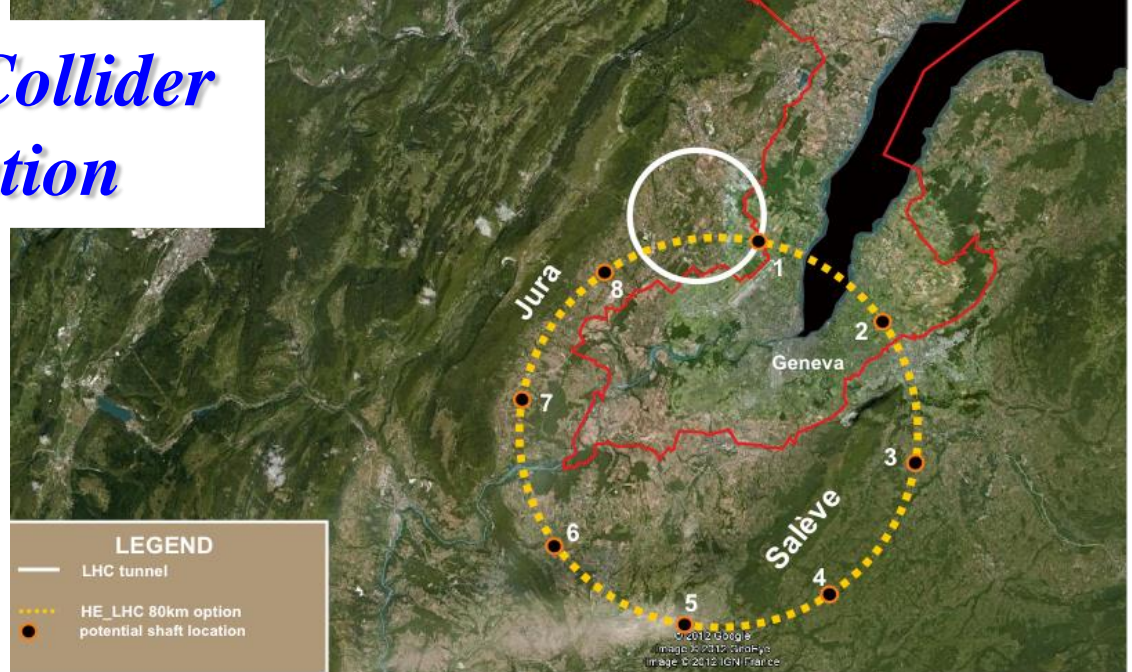 Collider
tion
1
8
Jura
2
Geneva
7
3
Salève
6
4
5
LEGEND
LHC tunnel
HE_LHC 80km option
potential shaft location
© 2012 Google
Image © 2012 GeoEye
Image © 2012 IGN-France